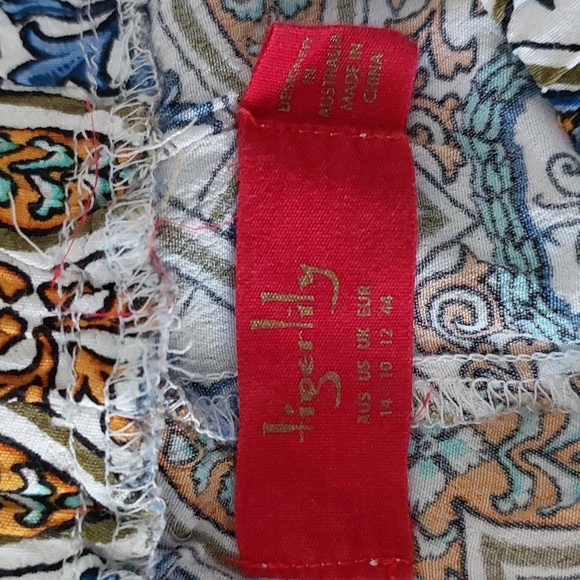 DESIGNED
IN
AUSTRALIA
MADE IN
CHINA
Tigerlily
AUS US UK EUR
14 10 12 44